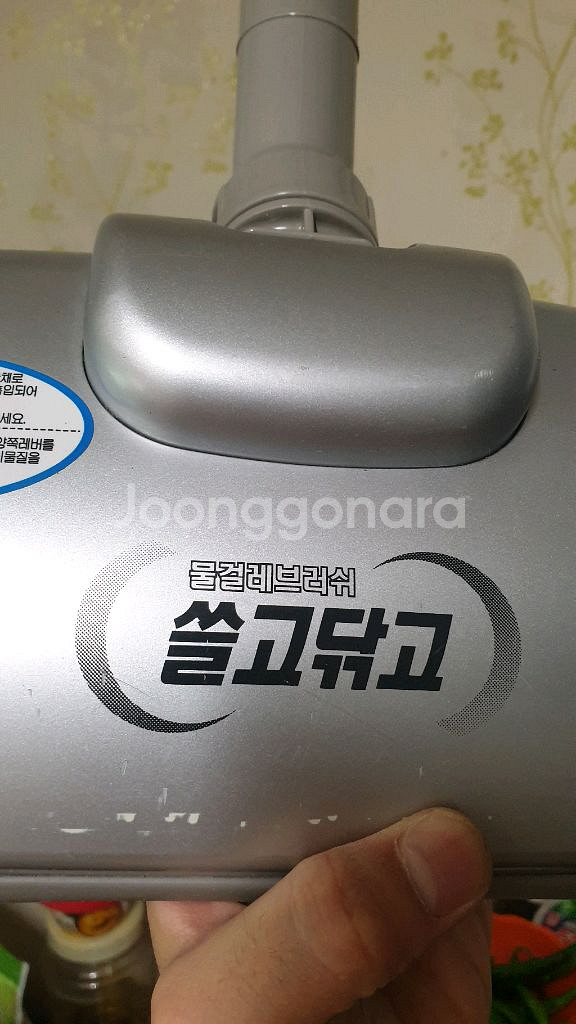 채로
흡입되어
세요.
양쪽레버를
물질을
Joonggonara
물걸레브러쉬
쓸고닦고